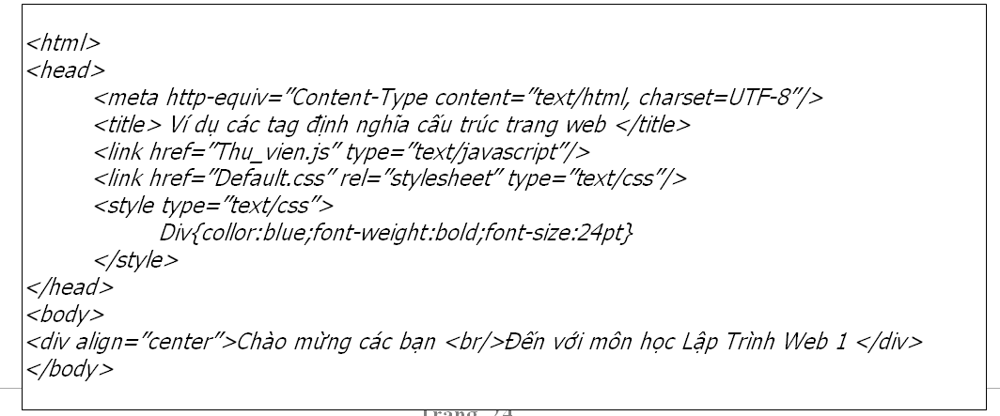 <html>
<head>
<meta http-equiv=”Content-Type content=”text/html, charset=UTF-8”/>
<title> Ví dụ các tag định nghĩa cấu trúc trang web </title>
<link href=”Thu_vien.js” type=”text/javascript”/>
<link href=”Default.css” rel=”stylesheet” type=”text/css”/>
<style type=”text/css”>
Div{collor:blue;font-weight:bold;font-size:24pt}
</style>
</head>
<body>
<div align=”center”>Chào mừng các bạn <br/>Đến với môn học Lập Trình Web 1 </div>
</body>
Trang 74